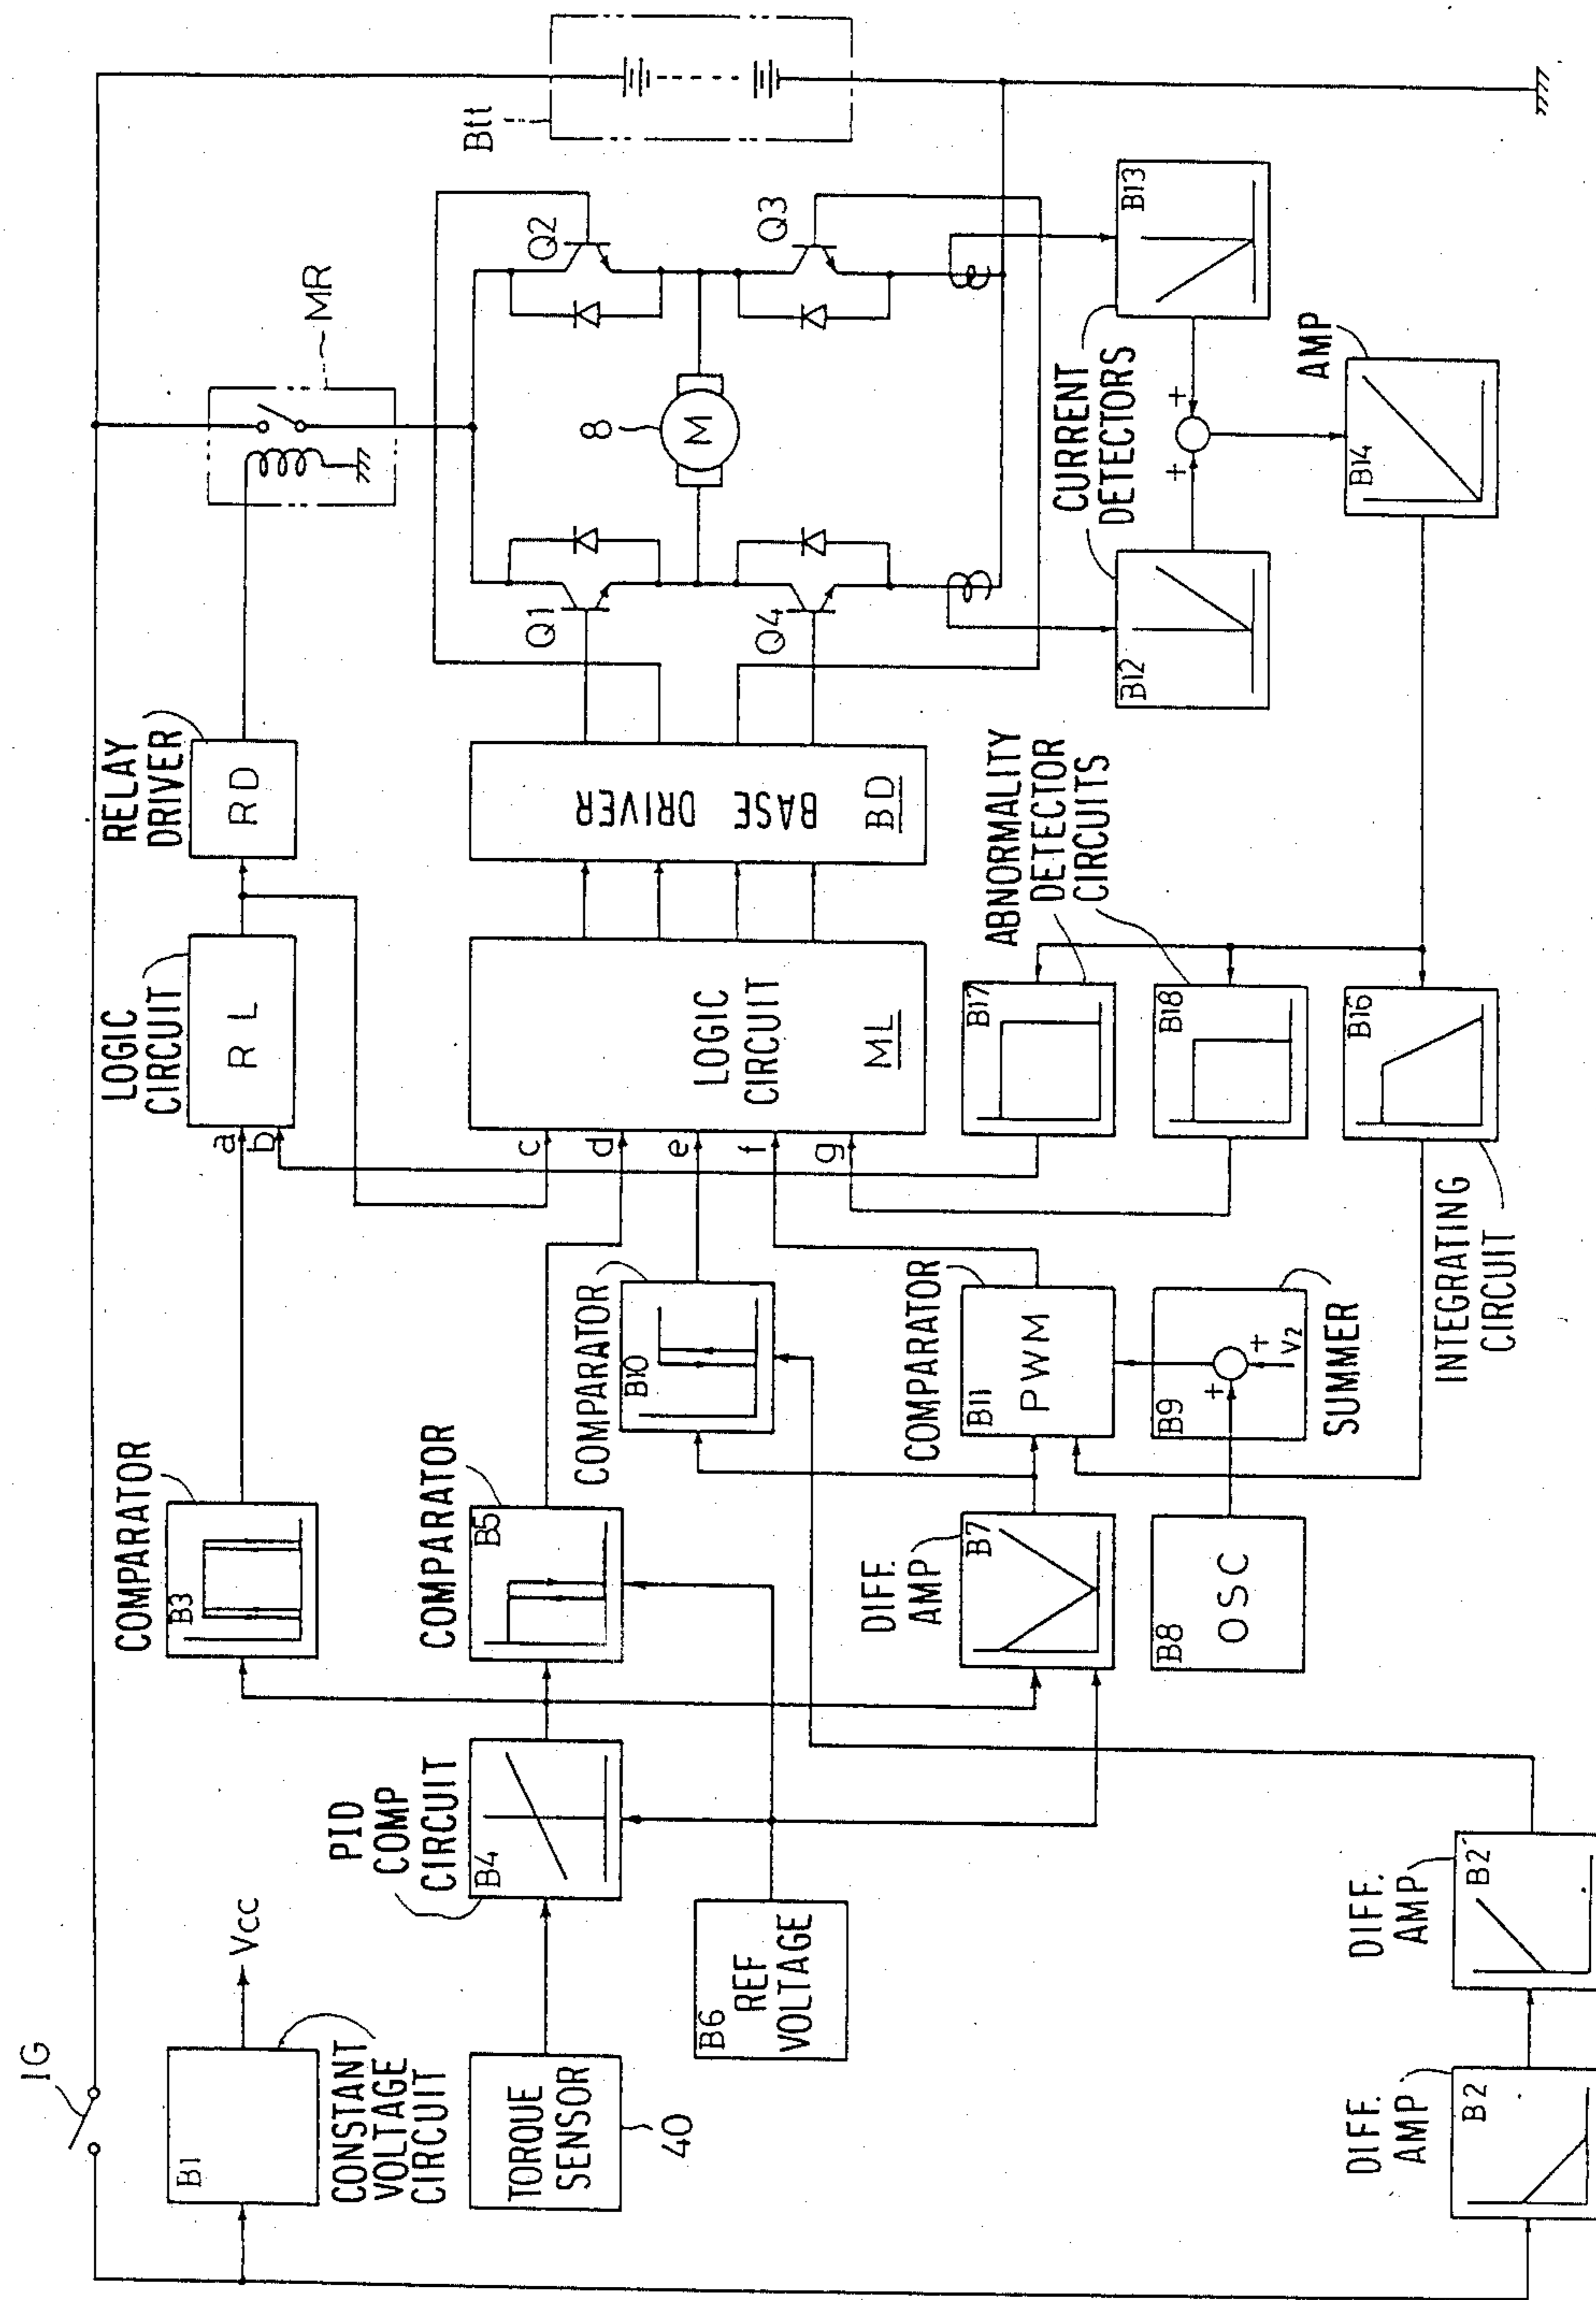 IG
B1
CONSTANT
VOLTAGE
CIRCUIT
Vcc
COMPARATOR
B3
LOGIC
CIRCUIT
R L
a
b
RELAY
DRIVER
R D
MR
Btt
TORQUE
SENSOR
40
PID
COMP
CIRCUIT
B4
COMPARATOR
B5
B6
REF
VOLTAGE
COMPARATOR
B10
c
d
e
f
g
LOGIC
CIRCUIT
ML
BASE DRIVER
BD
Q1
Q2
Q3
Q4
8
M
DIFF.
AMP
B7
COMPARATOR
B11
PWM
B8
OSC
B9
+
+
V2
SUMMER
ABNORMALITY
DETECTOR
CIRCUITS
B17
B18
B16
INTEGRATING
CIRCUIT
CURRENT
DETECTORS
B12
B13
+
+
AMP
B14
DIFF.
AMP
B2
DIFF.
AMP
B2'